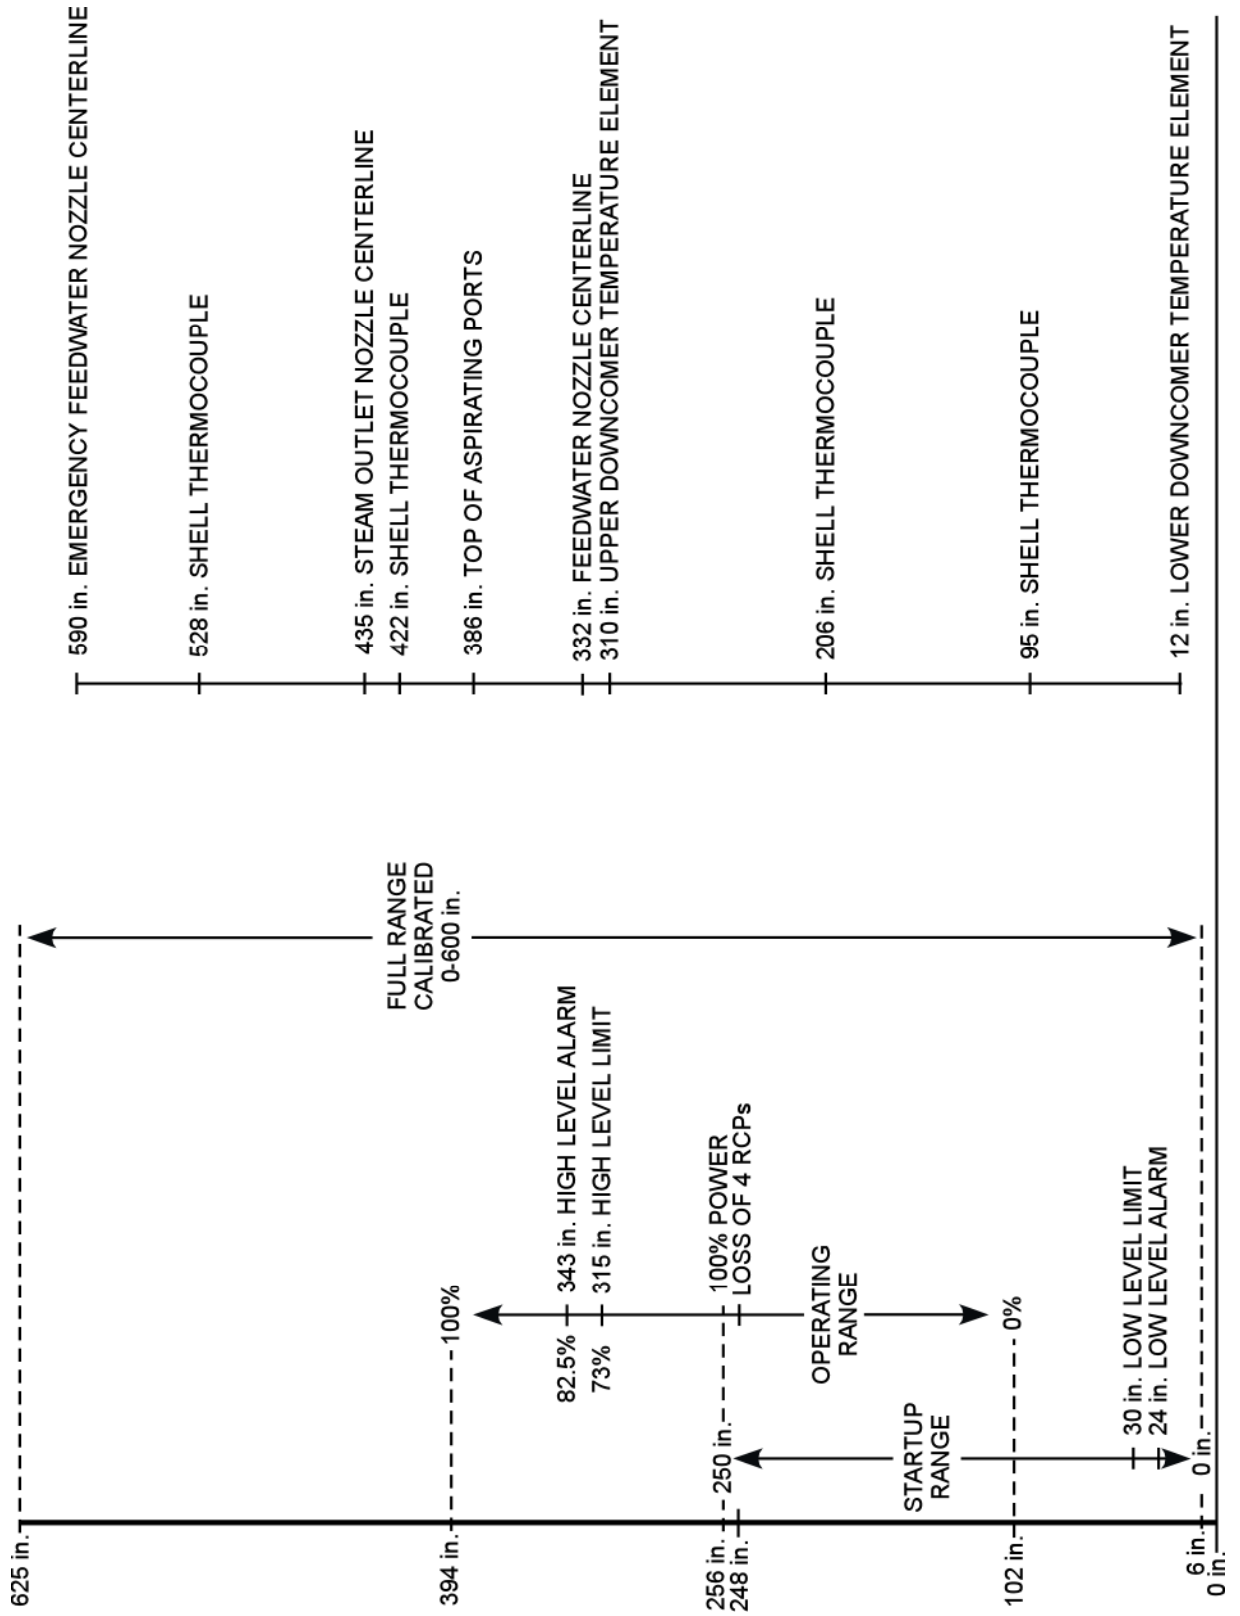 625 in.
394 in.
256 in.
248 in.
102 in.
6 in.
0 in.
250 in.
STARTUP
RANGE
0 in.
100%
82.5%
343 in. HIGH LEVEL ALARM
73%
315 in. HIGH LEVEL LIMIT
100% POWER
LOSS OF 4 RCPs
OPERATING
RANGE
0%
30 in. LOW LEVEL LIMIT
24 in. LOW LEVEL ALARM
FULL RANGE
CALIBRATED
0-600 in.
590 in. EMERGENCY FEEDWATER NOZZLE CENTERLINE
528 in. SHELL THERMOCOUPLE
435 in. STEAM OUTLET NOZZLE CENTERLINE
422 in. SHELL THERMOCOUPLE
386 in. TOP OF ASPIRATING PORTS
332 in. FEEDWATER NOZZLE CENTERLINE
310 in. UPPER DOWNCOMER TEMPERATURE ELEMENT
206 in. SHELL THERMOCOUPLE
95 in. SHELL THERMOCOUPLE
12 in. LOWER DOWNCOMER TEMPERATURE ELEMENT